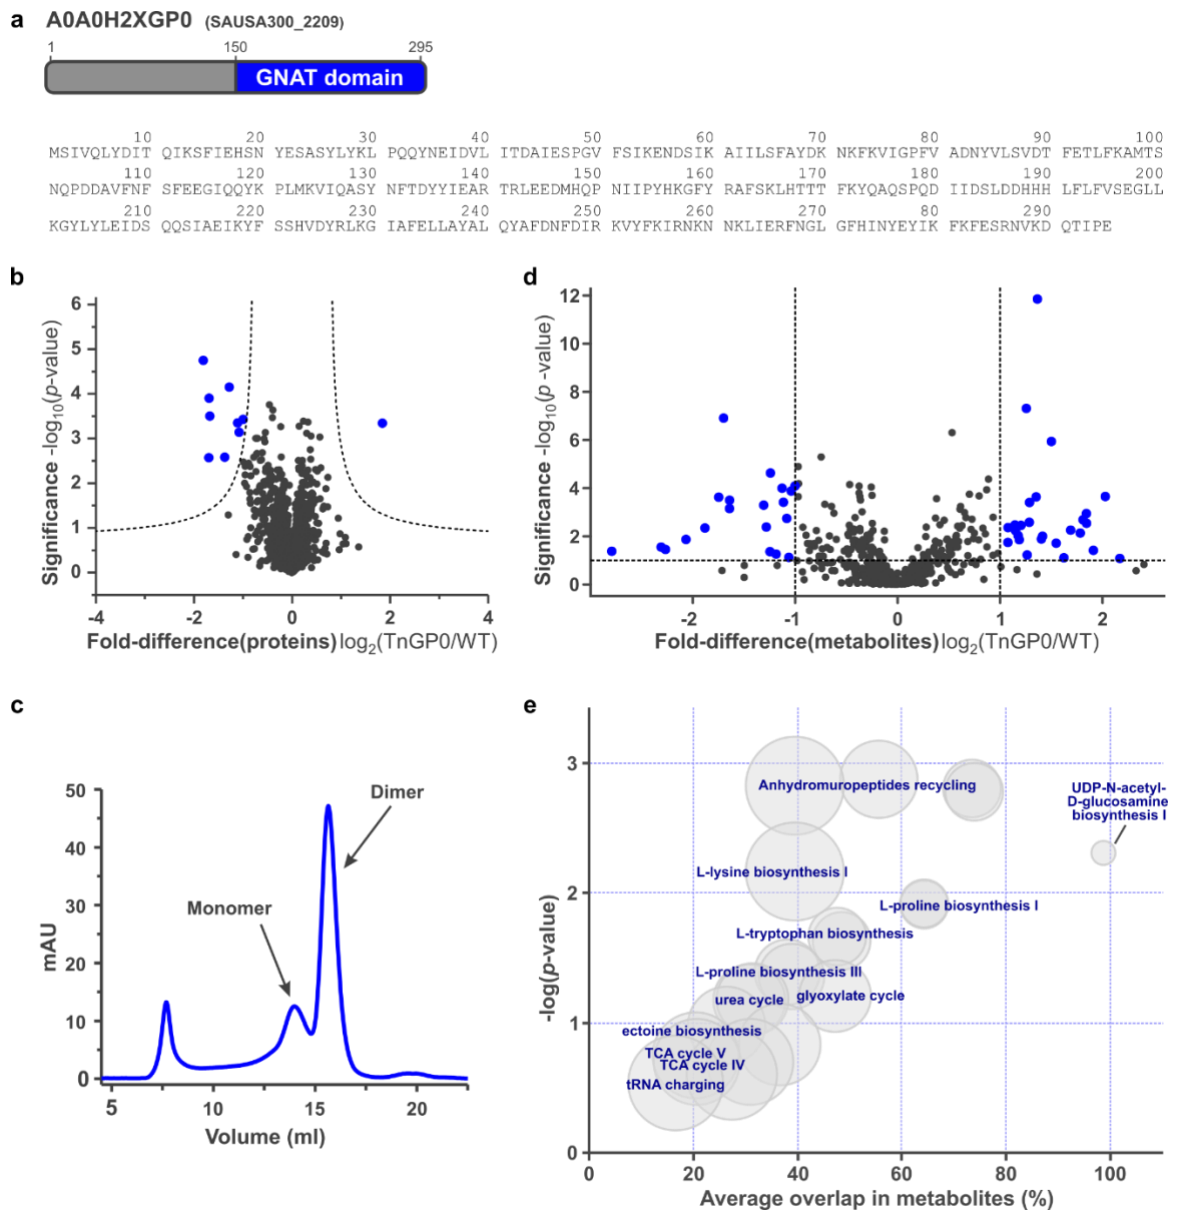 a
A0A0H2XGP0 (SAUSA300_2209)
1 150 295
GNAT domain
10 20 30 40 50 60 70 80 90 100
MSIVQLYDIT QIKSFIEHSN YESASYLYKL PQQYNEIDVL ITDAIESPGV FSIKENDSIK AIILSFAYDK NKFKVIGPFV ADNYVLSVDT FETLFKAMTS
110 120 130 140 150 160 170 180 190 200
NQPDDAVFNF SFEEGIQQYK PLMKVIQASY NFTDYYIEAR TRLEEDMHQP NIIPYHKGFY RAFSKLHTTT FKYQAQSPQD IIDSLDDHHH LFLFVSEGLL
210 220 230 240 250 260 270 80 290
KGYLYLEIDS QQSIAEIKYF SSHVDYRLKG IAFELLAYAL QYAFDNFDIR KVYFKIRNKN NKLIERFNGL GFHINYEYIK FKFESRNVKD QTIPE
b
Significance -log10(p-value)
6
5
4
3
2
1
0
-4 -2 0 2 4
Fold-difference(proteins)log2(TnGP0/WT)
d
Significance -log10(p -value)
12
10
8
6
4
2
0
-2 -1 0 1 2
Fold-difference(metabolites)log2(TnGP0/WT)
c
mAU
50
40
30
20
10
0
Dimer
Monomer
5 10 15 20
Volume (ml)
e
-log(p-value)
3
2
1
0
Anhydromuropeptides recycling
UDP-N-acetyl-
D-glucosamine
biosynthesis I
L-lysine biosynthesis I
L-proline biosynthesis I
L-tryptophan biosynthesis
L-proline biosynthesis III
urea cycle
glyoxylate cycle
ectoine biosynthesis
TCA cycle V
TCA cycle IV
tRNA charging
0 20 40 60 80 100
Average overlap in metabolites (%)